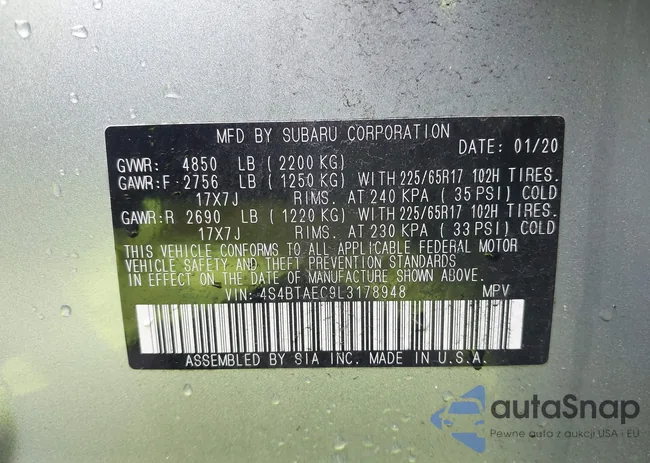 MFD BY SUBARU CORPORATION
DATE: 01/20
GVWR: 4850 LB (2200 KG)
GAWR:F 2756 LB (1250 KG) WITH 225/65R17 102H TIRES.
17X7J RIMS. AT 240 KPA (35 PSI) COLD
GAWR:R 2690 LB (1220 KG) WITH 225/65R17 102H TIRES.
17X7J RIMS. AT 230 KPA (33 PSI) COLD
THIS VEHICLE CONFORMS TO ALL APPLICABLE FEDERAL MOTOR
VEHICLE SAFETY AND THEFT PREVENTION STANDARDS
IN EFFECT ON THE DATE OF MANUFACTURE SHOWN ABOVE.
VIN: 4S4BTAEC9L3178948 MPV
ASSEMBLED BY SIA INC. MADE IN U.S.A.
autaSnap
Pewne auto z aukcji USA i EU